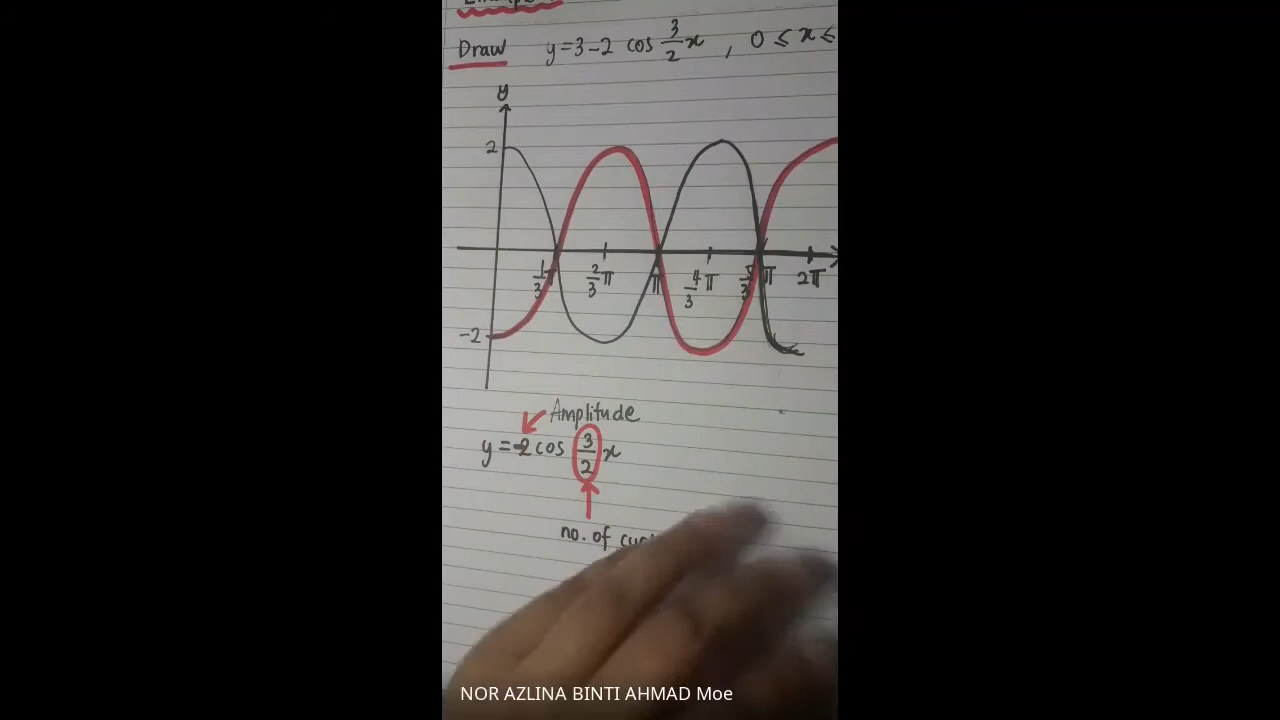 Draw y=3-2 cos 3/2 x , 0 ≤ x ≤
y
2
1/3 π 2/3 π π 4/3 π 5/3 π 2π
-2
Amplitude
y = -2 cos 3/2 x
no. of
NOR AZLINA BINTI AHMAD Moe